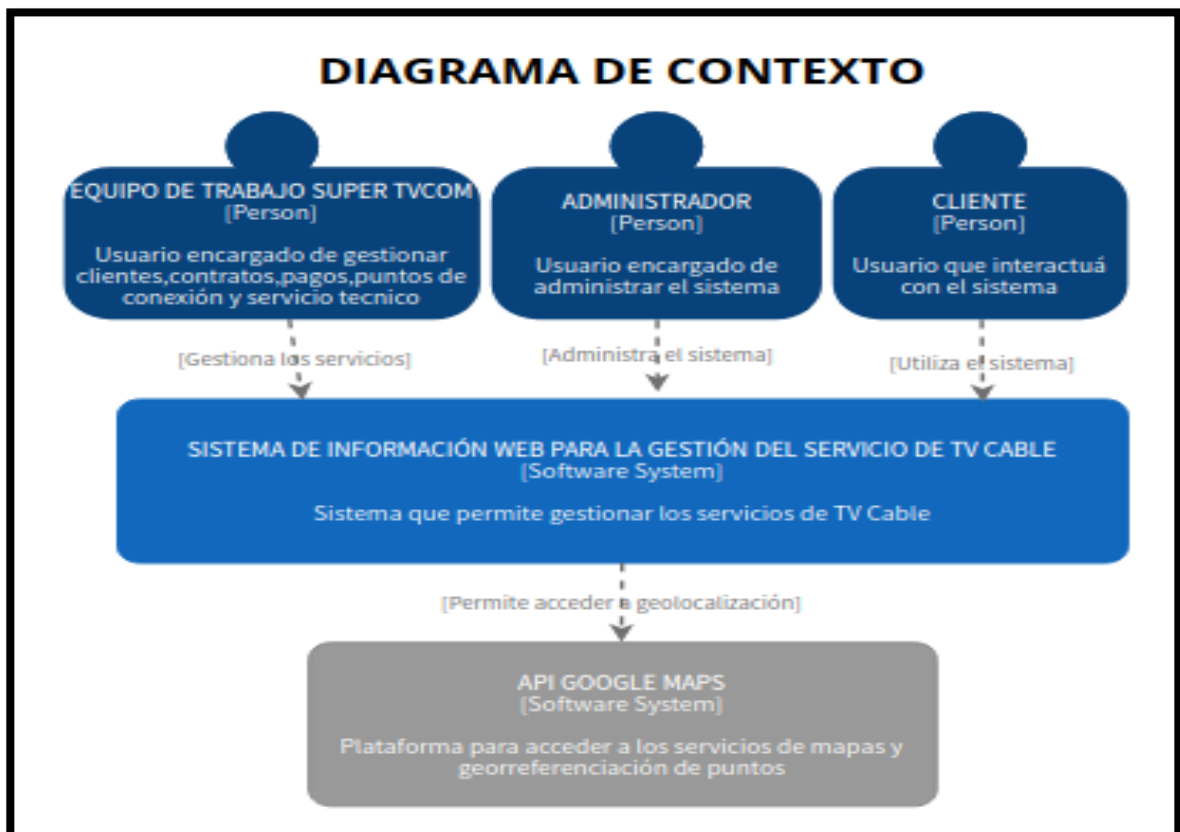 DIAGRAMA DE CONTEXTO
EQUIPO DE TRABAJO SUPER TVCOM
[Person]
Usuario encargado de gestionar
clientes,contratos,pagos,puntos de
conexión y servicio tecnico
ADMINISTRADOR
[Person]
Usuario encargado de
administrar el sistema
CLIENTE
[Person]
Usuario que interactuá
con el sistema
[Gestiona los servicios]
[Administra el sistema]
[Utiliza el sistema]
SISTEMA DE INFORMACIÓN WEB PARA LA GESTIÓN DEL SERVICIO DE TV CABLE
[Software System]
Sistema que permite gestionar los servicios de TV Cable
[Permite acceder a geolocalización]
API GOOGLE MAPS
[Software System]
Plataforma para acceder a los servicios de mapas y
georreferenciación de puntos